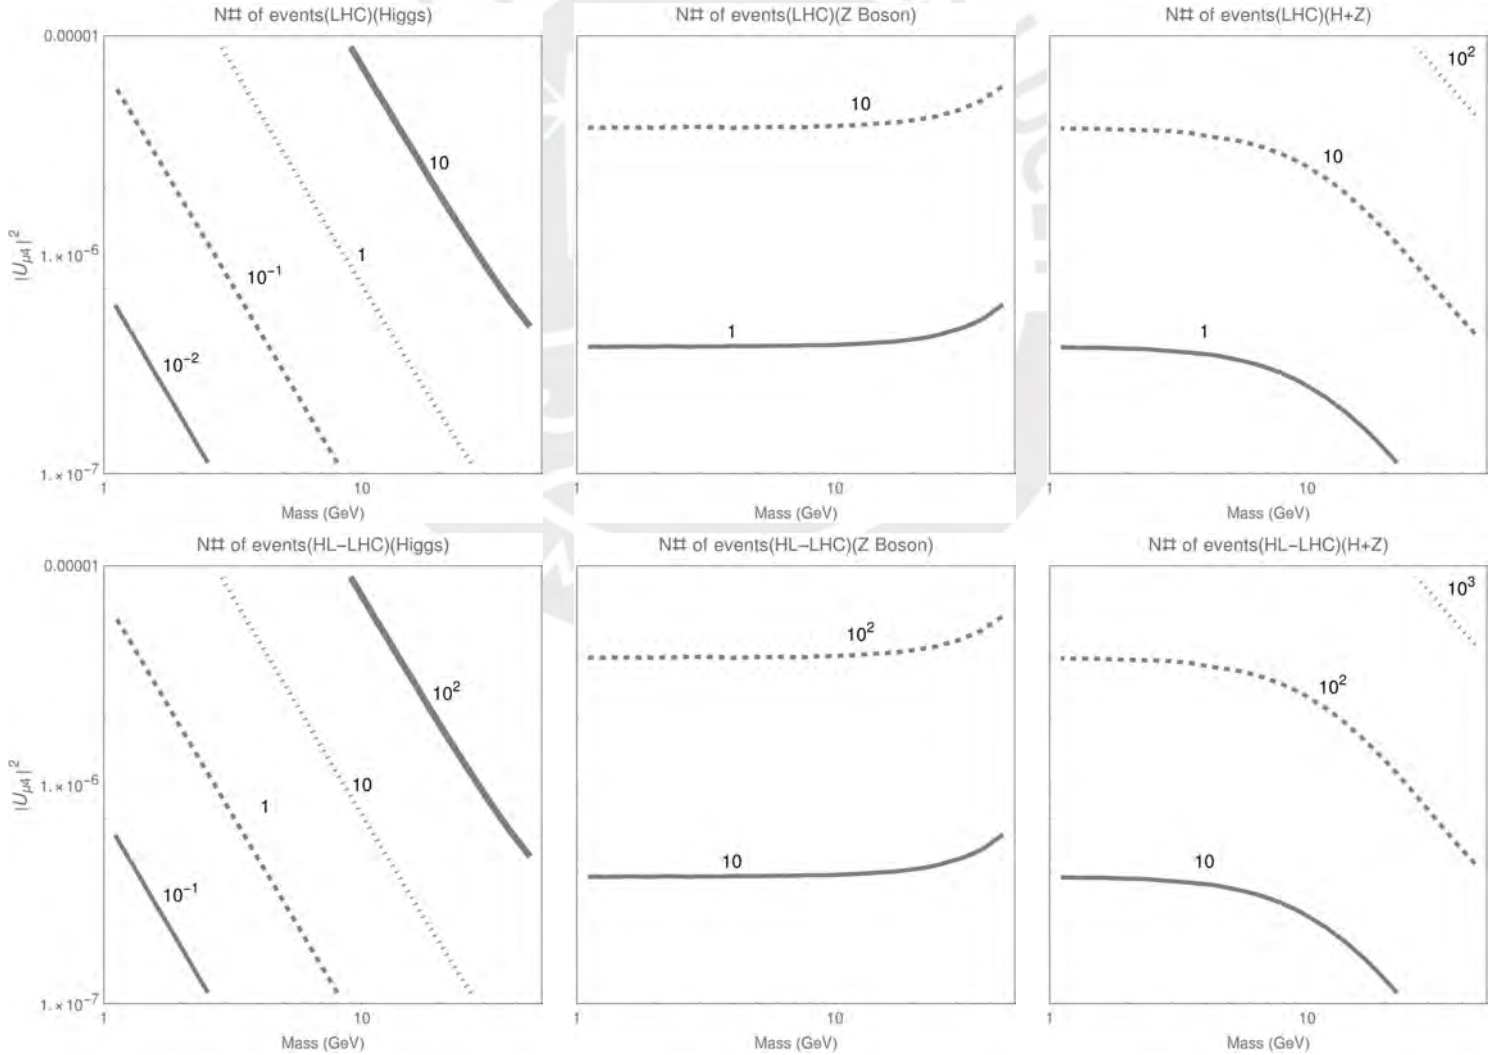 N# of events(LHC)(Higgs)
N# of events(LHC)(Z Boson)
N# of events(LHC)(H+Z)
0.00001
1.×10⁻⁶
1.×10⁻⁷
|Uμ4|²
10
1
10⁻¹
10⁻²
1
10
Mass (GeV)
10
1
1
10
Mass (GeV)
10²
10
1
1
10
Mass (GeV)
N# of events(HL−LHC)(Higgs)
N# of events(HL−LHC)(Z Boson)
N# of events(HL−LHC)(H+Z)
0.00001
1.×10⁻⁶
1.×10⁻⁷
|Uμ4|²
10²
10
1
10⁻¹
1
10
Mass (GeV)
10²
10
1
10
Mass (GeV)
10³
10²
10
1
10
Mass (GeV)